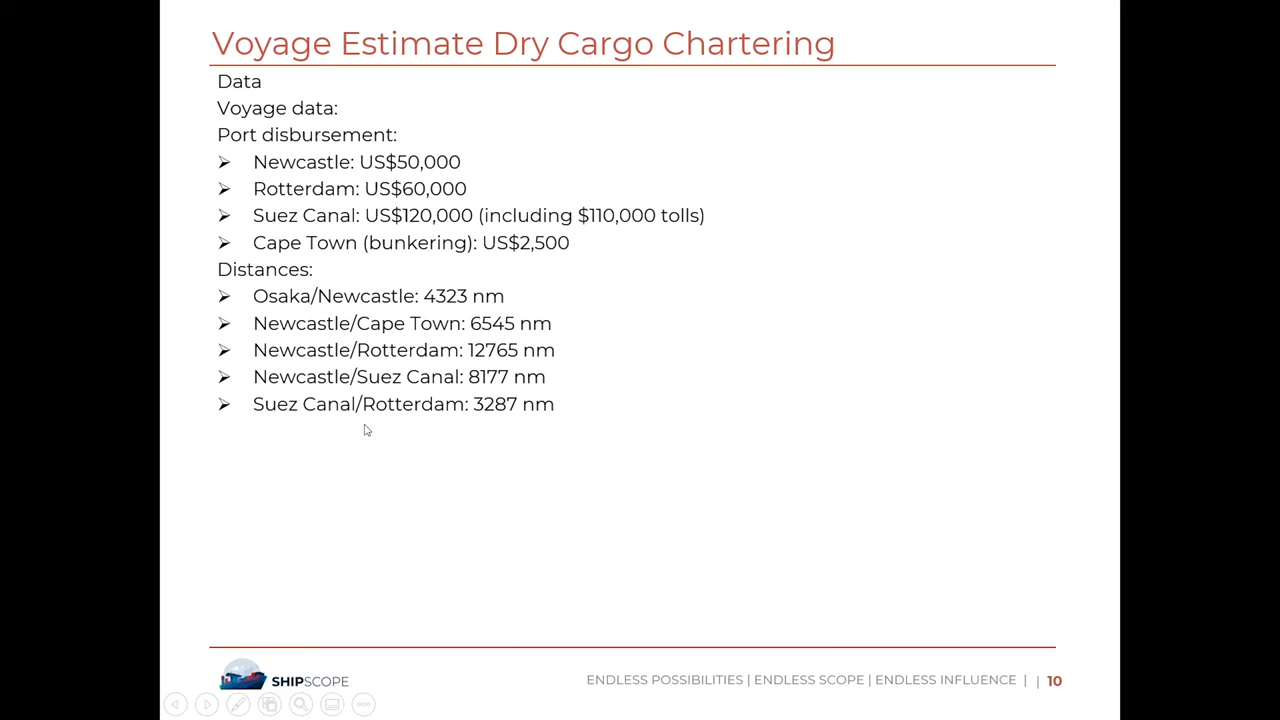 Voyage Estimate Dry Cargo Chartering
Data
Voyage data:
Port disbursement:
➢ Newcastle: US$50,000
➢ Rotterdam: US$60,000
➢ Suez Canal: US$120,000 (including $110,000 tolls)
➢ Cape Town (bunkering): US$2,500
Distances:
➢ Osaka/Newcastle: 4323 nm
➢ Newcastle/Cape Town: 6545 nm
➢ Newcastle/Rotterdam: 12765 nm
➢ Newcastle/Suez Canal: 8177 nm
➢ Suez Canal/Rotterdam: 3287 nm
SHIPSCOPE
ENDLESS POSSIBILITIES | ENDLESS SCOPE | ENDLESS INFLUENCE | | 10